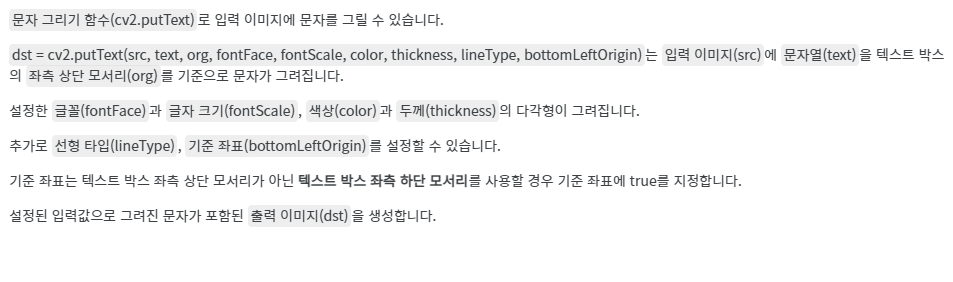 문자 그리기 함수(cv2.putText)로 입력 이미지에 문자를 그릴 수 있습니다.
dst = cv2.putText(src, text, org, fontFace, fontScale, color, thickness, lineType, bottomLeftOrigin)는 입력 이미지(src)에 문자열(text)을 텍스트 박스
의 좌측 상단 모서리(org)를 기준으로 문자가 그려집니다.
설정한 글꼴(fontFace)과 글자 크기(fontScale), 색상(color)과 두께(thickness)의 다각형이 그려집니다.
추가로 선형 타입(lineType), 기준 좌표(bottomLeftOrigin)를 설정할 수 있습니다.
기준 좌표는 텍스트 박스 좌측 상단 모서리가 아닌 텍스트 박스 좌측 하단 모서리를 사용할 경우 기준 좌표에 true를 지정합니다.
설정된 입력값으로 그려진 문자가 포함된 출력 이미지(dst)을 생성합니다.